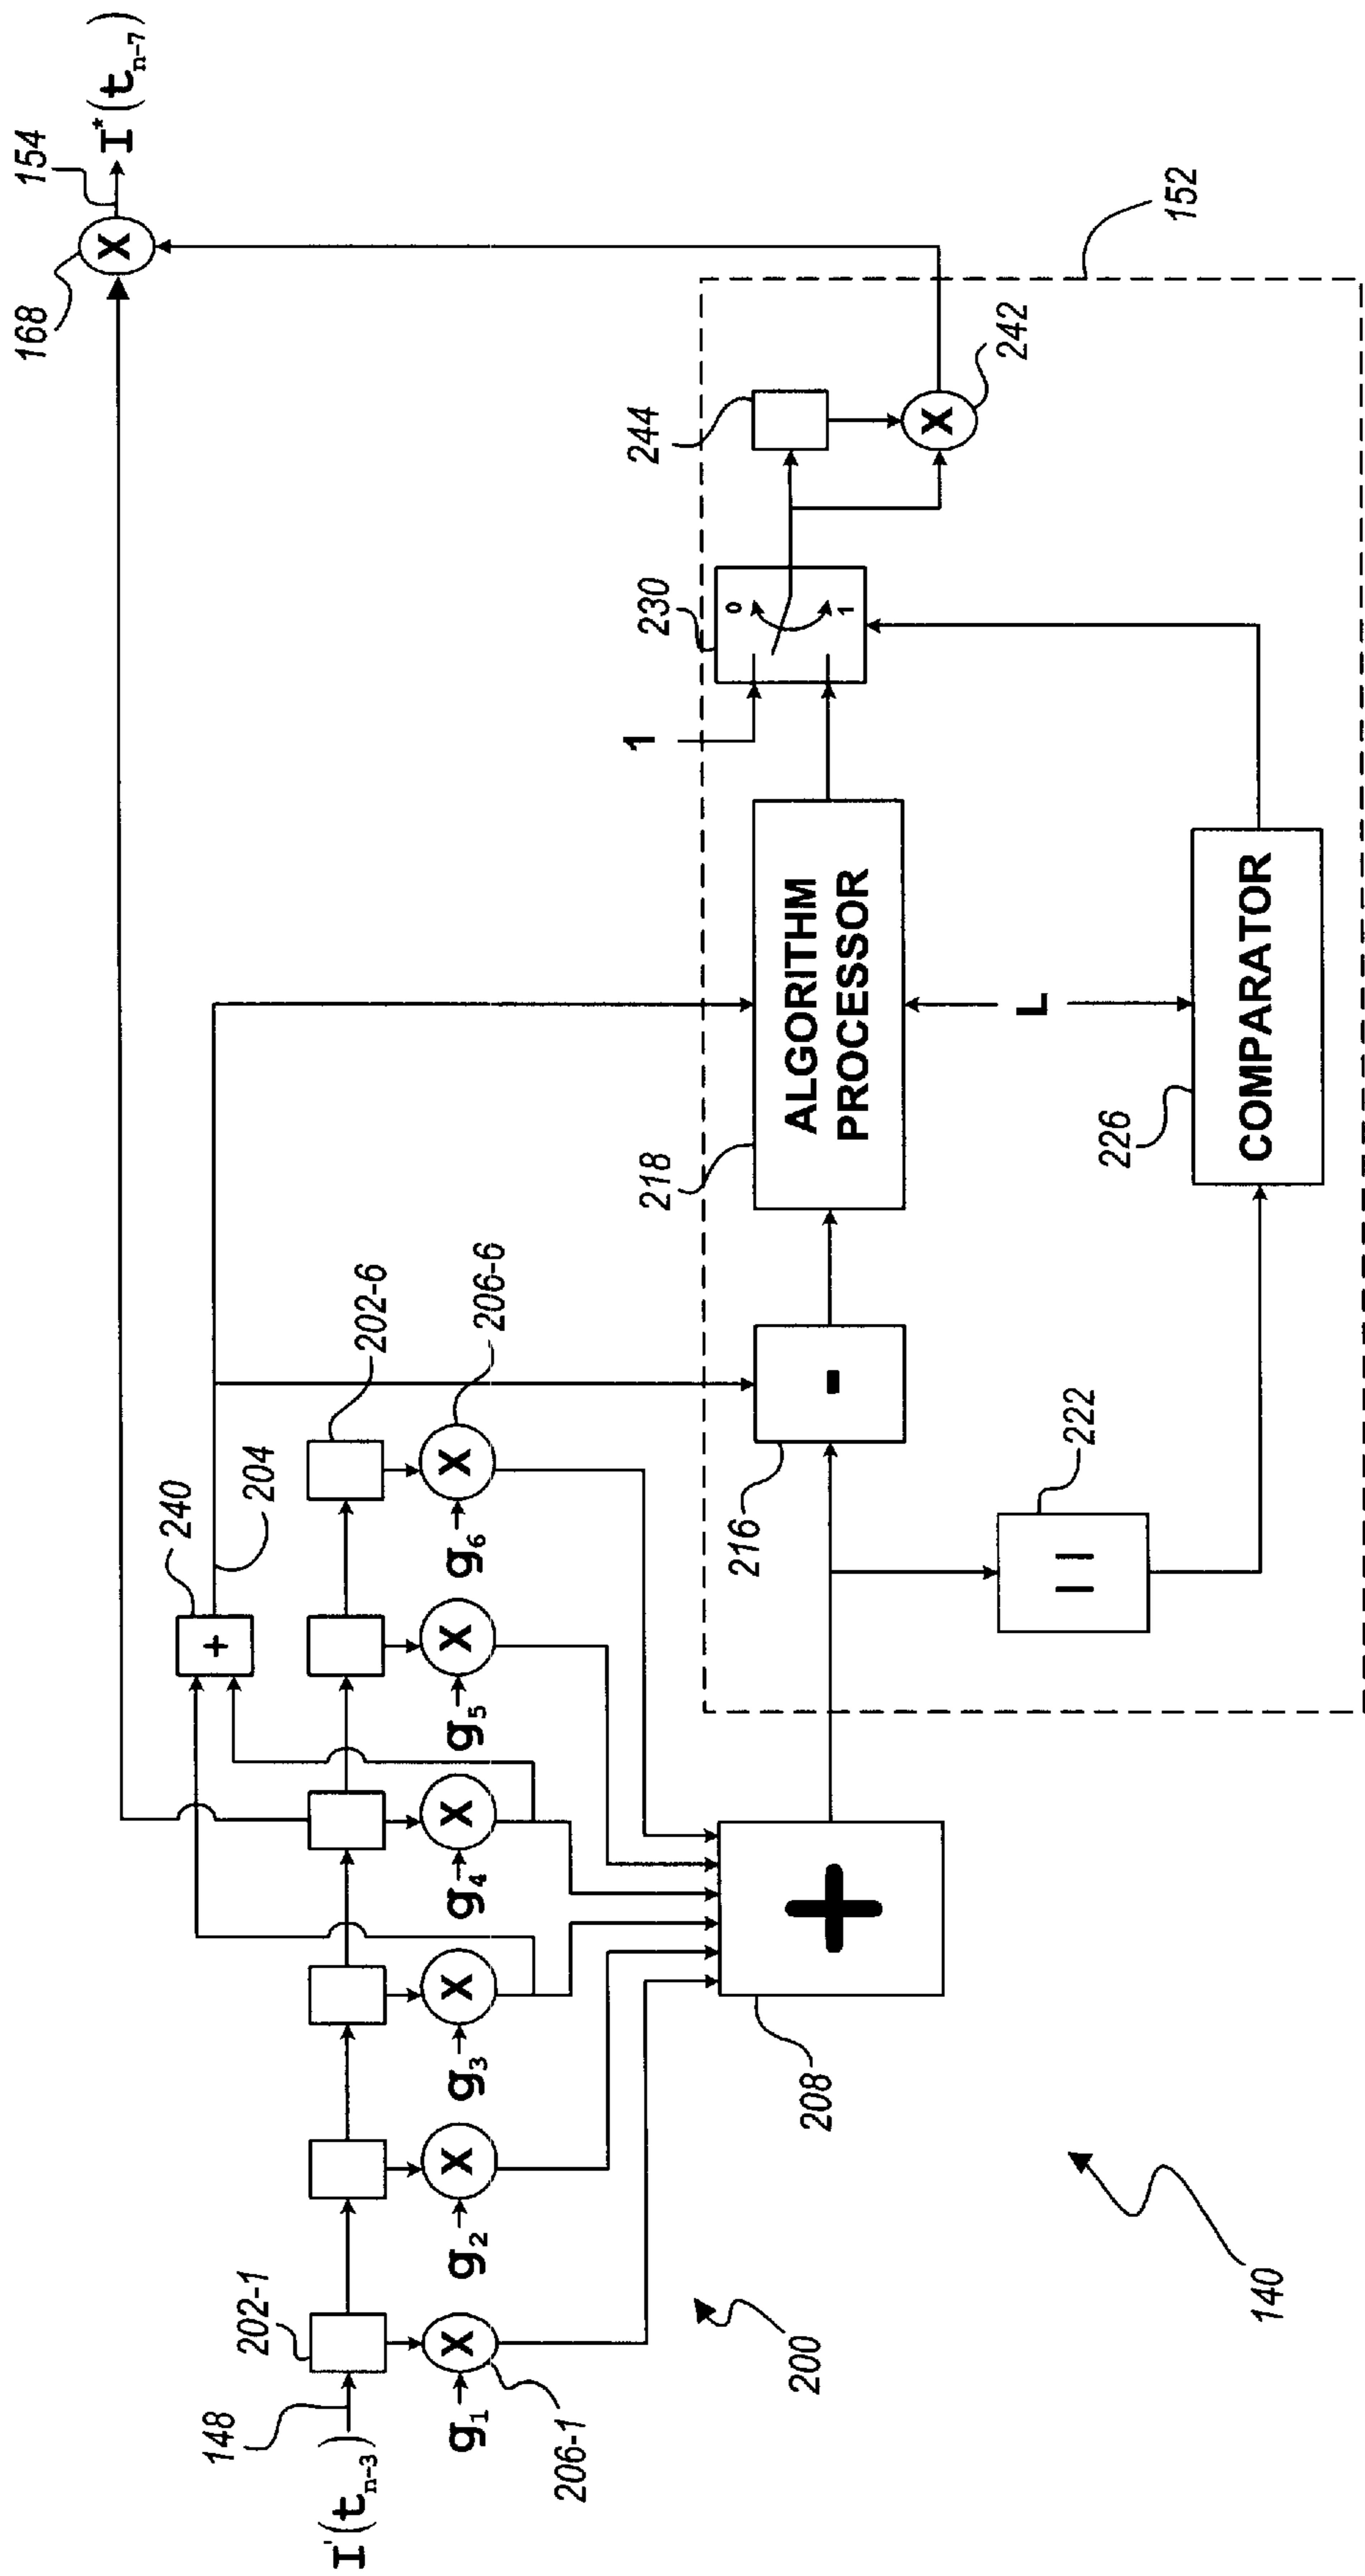 I'(t_{n-3})
148
202-1
202-6
240
204
168
154
I*(t_{n-7})
X
g₁
X
g₂
X
g₃
X
g₄
X
g₅
X
g₆
X
+
206-1
206-6
200
208
+
140
216
-
222
| |
218
ALGORITHM
PROCESSOR
L
226
COMPARATOR
1
230
0
1
244
X
242
152